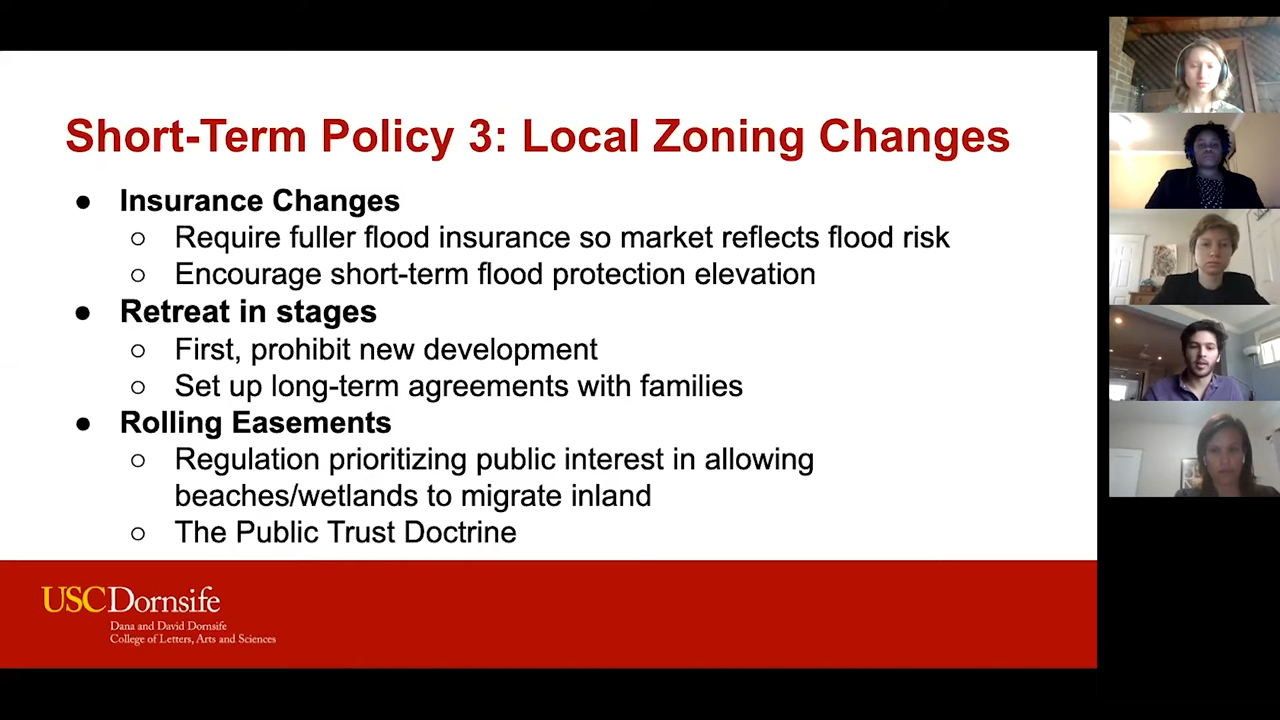 Short-Term Policy 3: Local Zoning Changes
● Insurance Changes
○ Require fuller flood insurance so market reflects flood risk
○ Encourage short-term flood protection elevation
● Retreat in stages
○ First, prohibit new development
○ Set up long-term agreements with families
● Rolling Easements
○ Regulation prioritizing public interest in allowing
beaches/wetlands to migrate inland
○ The Public Trust Doctrine
USCDornsife
Dana and David Dornsife
College of Letters, Arts and Sciences